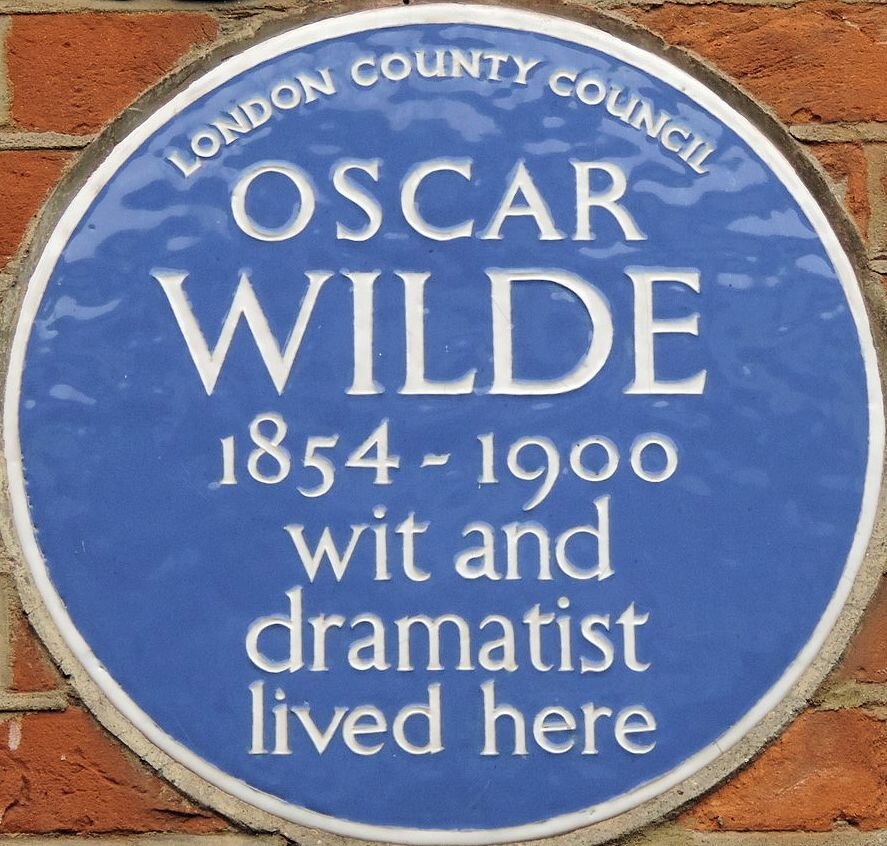 LONDON COUNTY COUNCIL
OSCAR
WILDE
1854 - 1900
wit and
dramatist
lived here